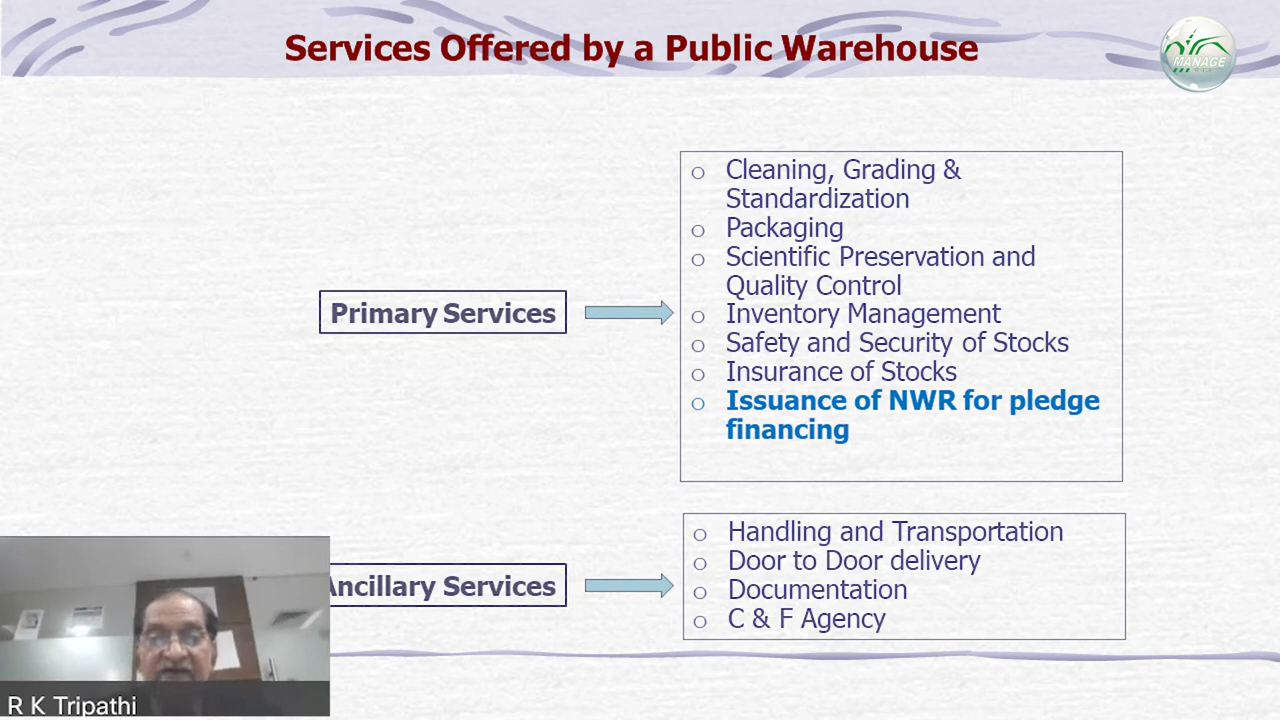 Services Offered by a Public Warehouse
MANAGE
Primary Services
o Cleaning, Grading &
Standardization
o Packaging
o Scientific Preservation and
Quality Control
o Inventory Management
o Safety and Security of Stocks
o Insurance of Stocks
o Issuance of NWR for pledge
financing
Ancillary Services
o Handling and Transportation
o Door to Door delivery
o Documentation
o C & F Agency
R K Tripathi